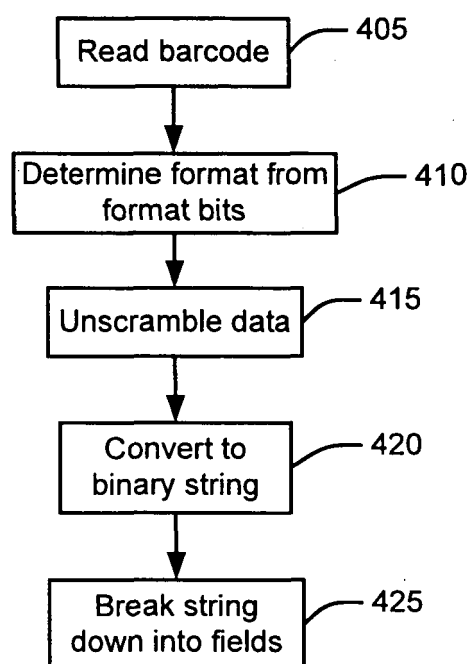 Read barcode
405
Determine format from
format bits
410
Unscramble data
415
Convert to
binary string
420
Break string
down into fields
425